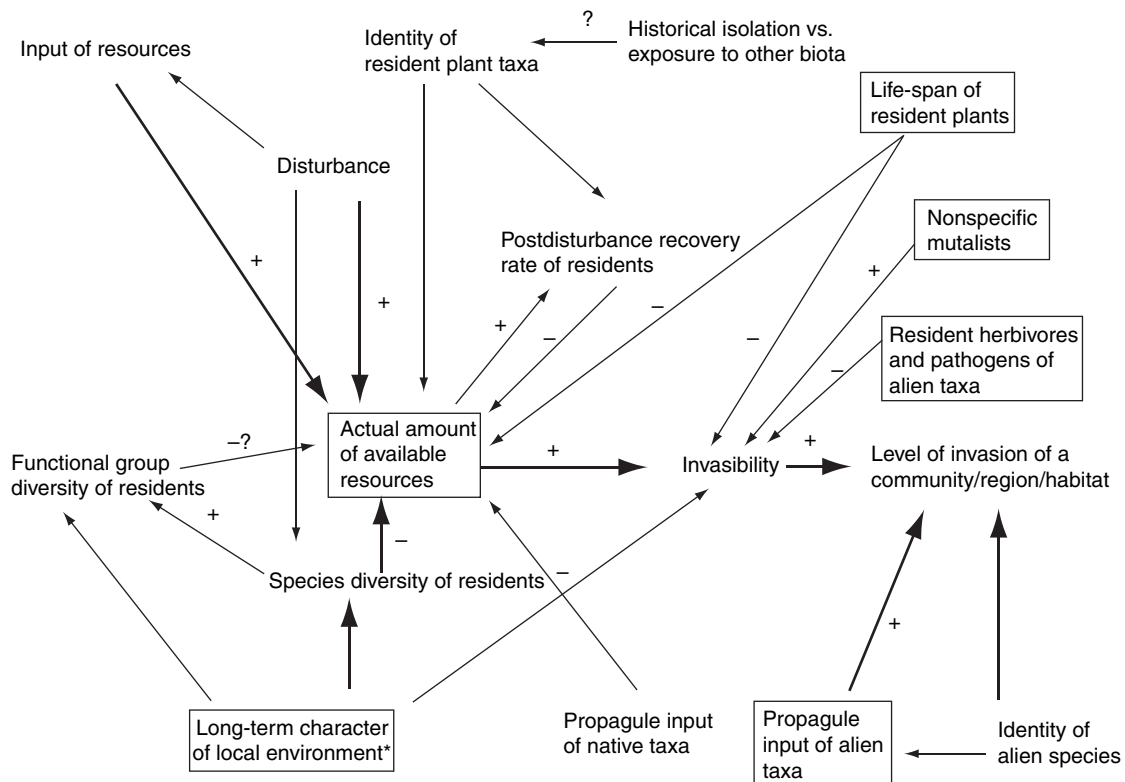 Input of resources
Identity of
resident plant taxa
?
Historical isolation vs.
exposure to other biota
Life-span of
resident plants
Disturbance
Nonspecific
mutalists
Postdisturbance recovery
rate of residents
+
+
+
–
–
–
+
–
Resident herbivores
and pathogens of
alien taxa
Functional group
diversity of residents
–?
Actual amount
of available
resources
+
Invasibility
+
Level of invasion of a
community/region/habitat
+
–
Species diversity of residents
–
+
Long-term character
of local environment*
Propagule input
of native taxa
Propagule
input of alien
taxa
Identity of
alien species